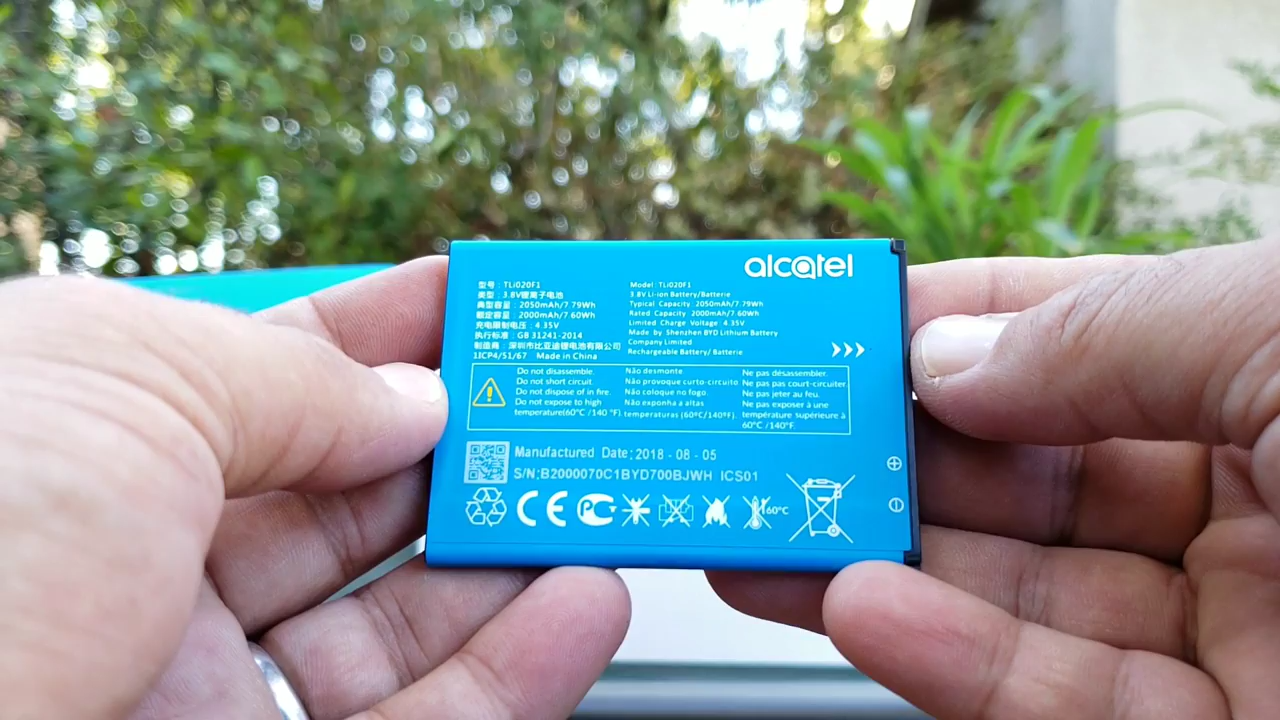 alcatel
型号：TLi020F1
类型：3.8V锂离子电池
典型容量：2050mAh/7.79Wh
额定容量：2000mAh/7.60Wh
充电限制电压：4.35V
执行标准：GB 31241-2014
制造商：深圳市比亚迪锂电池有限公司
1ICP4/51/67 Made in China
Model: TLi020F1
3.8V Li-ion Battery/Batterie
Typical Capacity: 2050mAh/7.79Wh
Rated Capacity: 2000mAh/7.60Wh
Limited Charge Voltage: 4.35V
Made by Shenzhen BYD Lithium Battery
Company Limited
Rechargeable Battery/ Batterie
Do not disassemble.
Do not short circuit.
Do not dispose of in fire.
Do not expose to high
temperature(60°C /140 °F).
Não desmonte
Não provoque curto-circuito
Não coloque no fogo.
Não exponha a altas
temperaturas (60°C/140°F).
Ne pas désassembler.
Ne pas court-circuiter.
Ne pas jeter au feu.
Ne pas exposer à une
température supérieure à
60°C /140°F.
Manufactured Date:2018-08-05
S/N:B2000070C1BYD700BJWH ICS01
CE
60°C